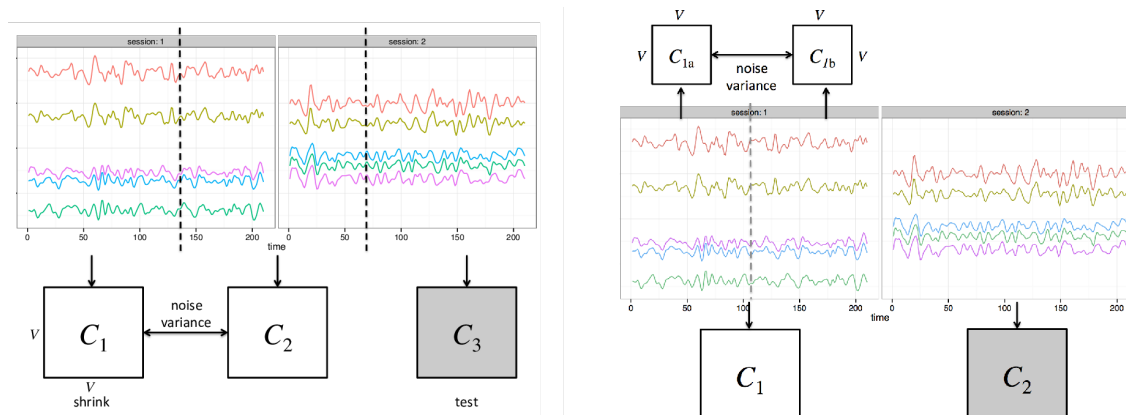 session: 1
session: 2
0
50
100
150
200
0
50
100
150
200
time
C1
noise
variance
C2
C3
V
V
shrink
test
V
V
V
C1a
noise
variance
C1b
V
session: 1
session: 2
0
50
100
150
200
0
50
100
150
200
time
C1
C2